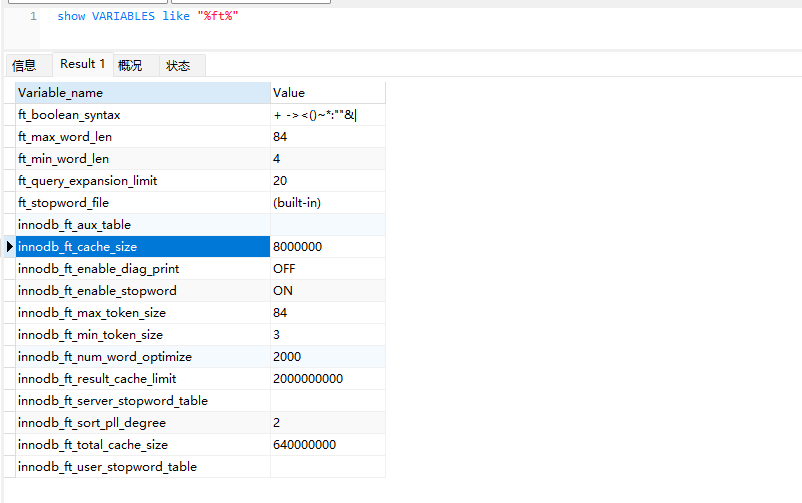 1 show VARIABLES like "%ft%"
信息 Result 1 概况 状态
Variable_name Value
ft_boolean_syntax + -><()~*:""&|
ft_max_word_len 84
ft_min_word_len 4
ft_query_expansion_limit 20
ft_stopword_file (built-in)
innodb_ft_aux_table
innodb_ft_cache_size 8000000
innodb_ft_enable_diag_print OFF
innodb_ft_enable_stopword ON
innodb_ft_max_token_size 84
innodb_ft_min_token_size 3
innodb_ft_num_word_optimize 2000
innodb_ft_result_cache_limit 2000000000
innodb_ft_server_stopword_table
innodb_ft_sort_pll_degree 2
innodb_ft_total_cache_size 640000000
innodb_ft_user_stopword_table